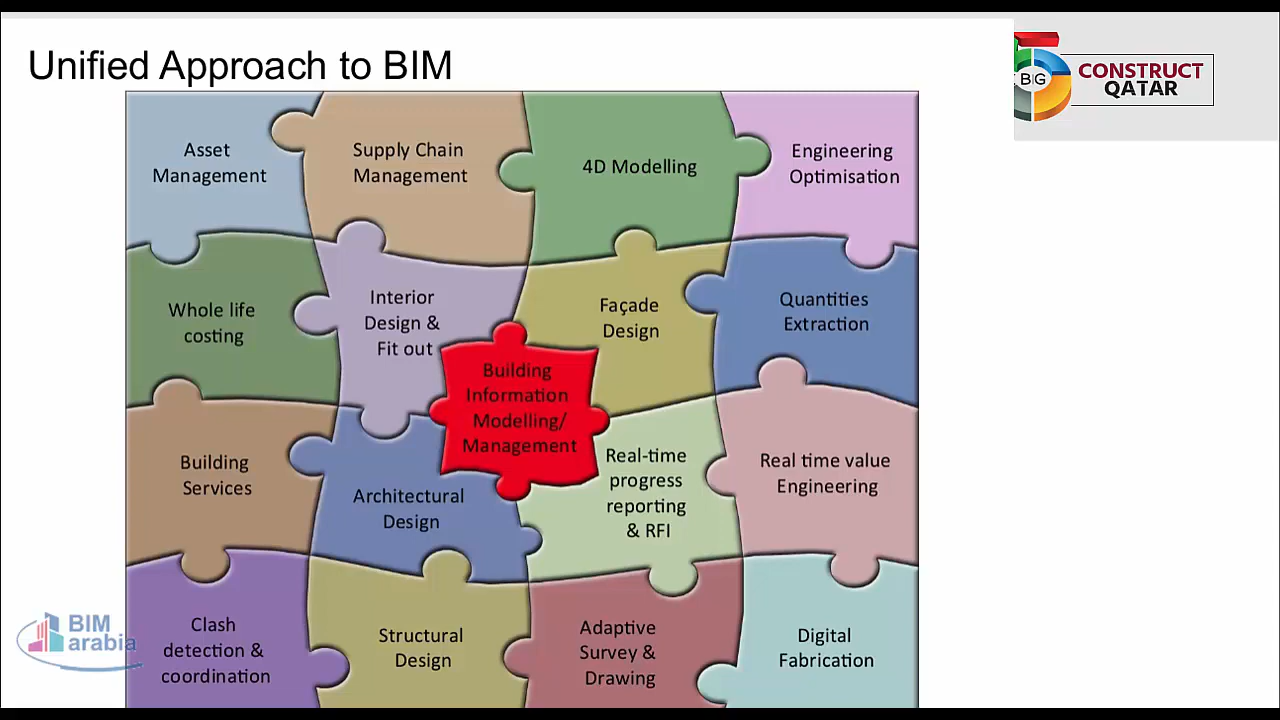 Unified Approach to BIM
BIG
5
CONSTRUCT
QATAR
Asset
Management
Supply Chain
Management
4D Modelling
Engineering
Optimisation
Whole life
costing
Interior
Design &
Fit out
Façade
Design
Quantities
Extraction
Building
Information
Modelling/
Management
Building
Services
Architectural
Design
Real-time
progress
reporting
& RFI
Real time value
Engineering
Clash
detection &
coordination
Structural
Design
Adaptive
Survey &
Drawing
Digital
Fabrication
BIM
arabia